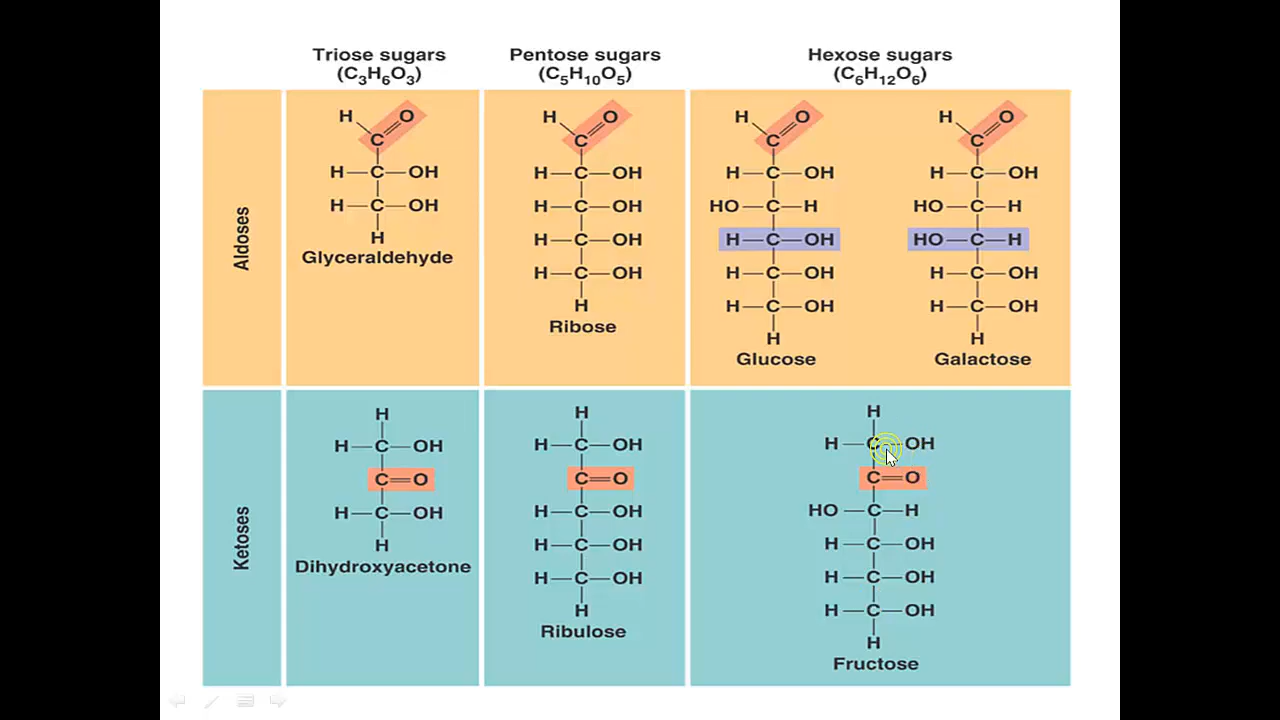 Triose sugars
(C₃H₆O₃)
Pentose sugars
(C₅H₁₀O₅)
Hexose sugars
(C₆H₁₂O₆)
Aldoses
H O
C
H—C—OH
H—C—OH
H
Glyceraldehyde
H O
C
H—C—OH
H—C—OH
H—C—OH
H—C—OH
H
Ribose
H O
C
H—C—OH
HO—C—H
H—C—OH
H—C—OH
H—C—OH
H
Glucose
H O
C
H—C—OH
HO—C—H
HO—C—H
H—C—OH
H—C—OH
H
Galactose
Ketoses
H
H—C—OH
C=O
H—C—OH
H
Dihydroxyacetone
H
H—C—OH
C=O
H—C—OH
H—C—OH
H—C—OH
H
Ribulose
H
H—C—OH
C=O
HO—C—H
H—C—OH
H—C—OH
H—C—OH
H
Fructose